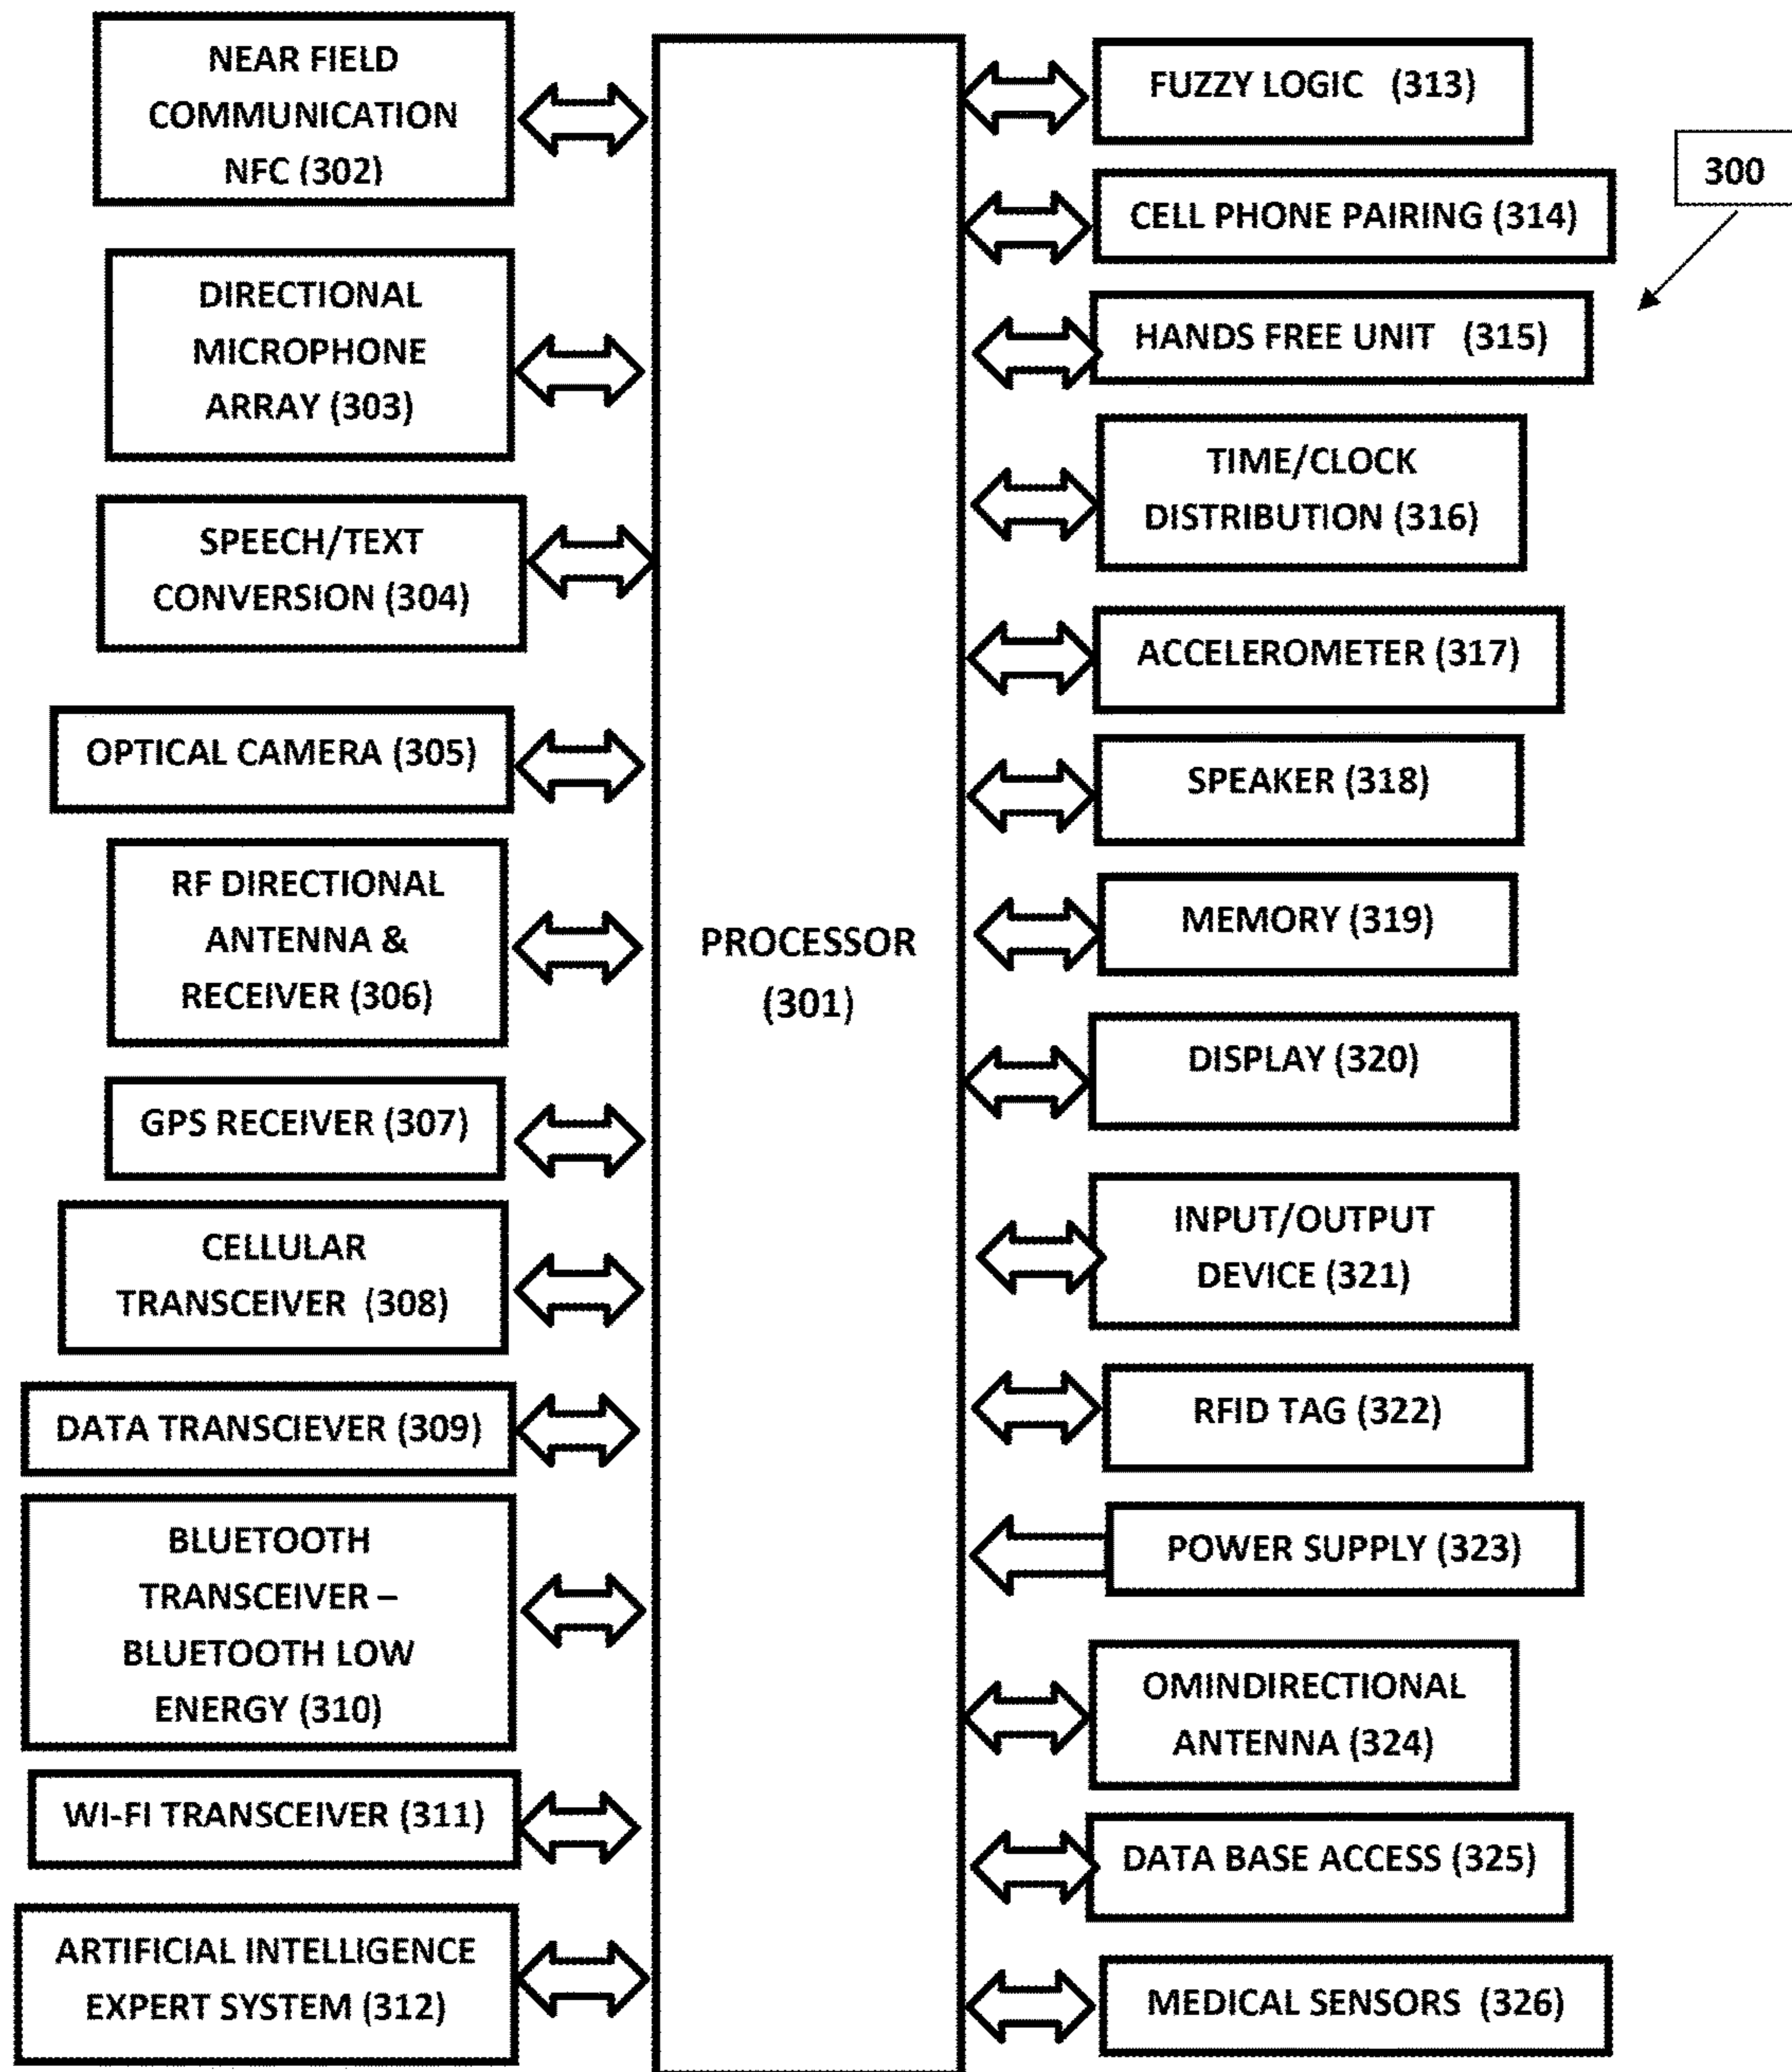 NEAR FIELD
COMMUNICATION
NFC (302)
DIRECTIONAL
MICROPHONE
ARRAY (303)
SPEECH/TEXT
CONVERSION (304)
OPTICAL CAMERA (305)
RF DIRECTIONAL
ANTENNA &
RECEIVER (306)
GPS RECEIVER (307)
CELLULAR
TRANSCEIVER (308)
DATA TRANSCIEVER (309)
BLUETOOTH
TRANSCEIVER –
BLUETOOTH LOW
ENERGY (310)
WI-FI TRANSCEIVER (311)
ARTIFICIAL INTELLIGENCE
EXPERT SYSTEM (312)
PROCESSOR
(301)
FUZZY LOGIC (313)
CELL PHONE PAIRING (314)
HANDS FREE UNIT (315)
TIME/CLOCK
DISTRIBUTION (316)
ACCELEROMETER (317)
SPEAKER (318)
MEMORY (319)
DISPLAY (320)
INPUT/OUTPUT
DEVICE (321)
RFID TAG (322)
POWER SUPPLY (323)
OMINDIRECTIONAL
ANTENNA (324)
DATA BASE ACCESS (325)
MEDICAL SENSORS (326)
300